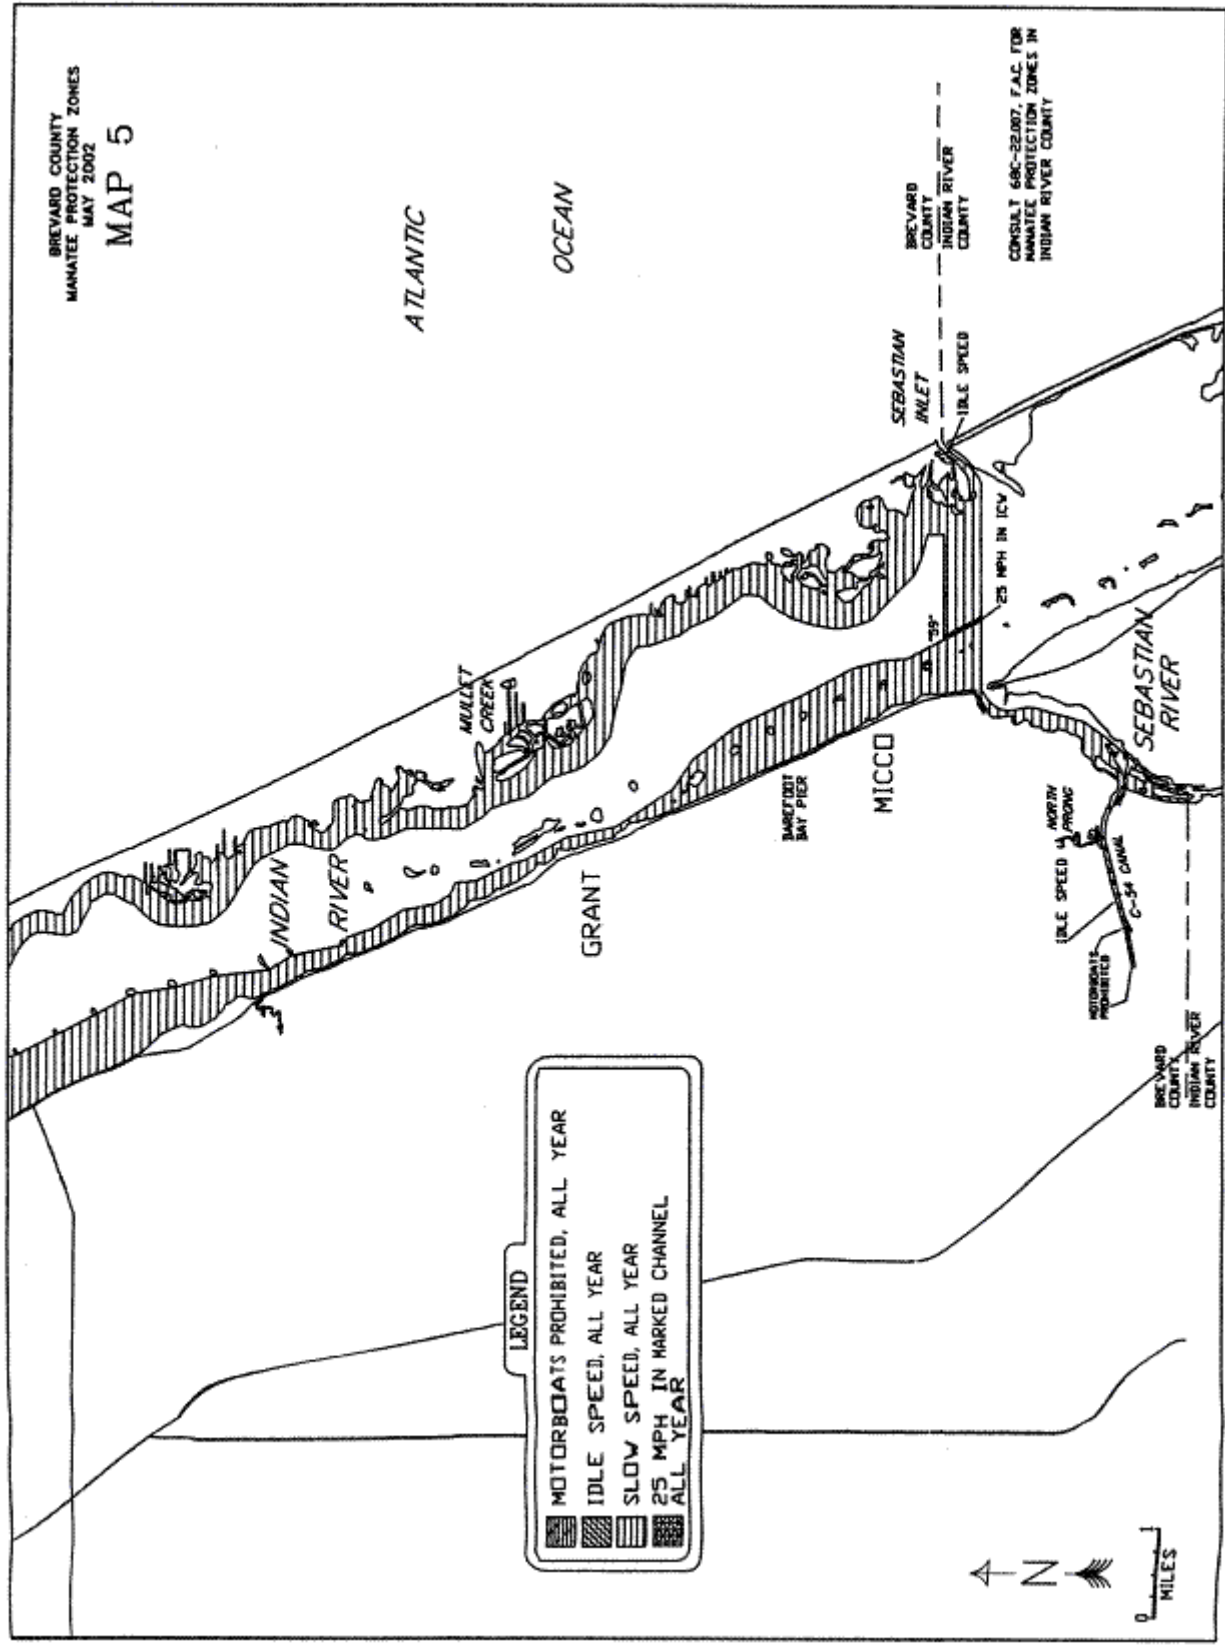 BREVARD COUNTY
MANATEE PROTECTION ZONES
MAY 2002
MAP 5
ATLANTIC
OCEAN
BREVARD
COUNTY
INDIAN RIVER
COUNTY
CONSULT 68C-22.007, F.A.C. FOR
MANATEE PROTECTION ZONES IN
INDIAN RIVER COUNTY
SEBASTIAN
INLET
IDLE SPEED
25 MPH IN ICW
"59"
MULLET
CREEK
INDIAN
RIVER
GRANT
BAREFOOT
BAY PIER
MICCO
SEBASTIAN
RIVER
NORTH
PRONG
IDLE SPEED
C-54 CANAL
MOTORBOATS
PROHIBITED
BREVARD
COUNTY
INDIAN RIVER
COUNTY
LEGEND
MOTORBOATS PROHIBITED, ALL YEAR
IDLE SPEED, ALL YEAR
SLOW SPEED, ALL YEAR
25 MPH IN MARKED CHANNEL
ALL YEAR
N
0 1
MILES